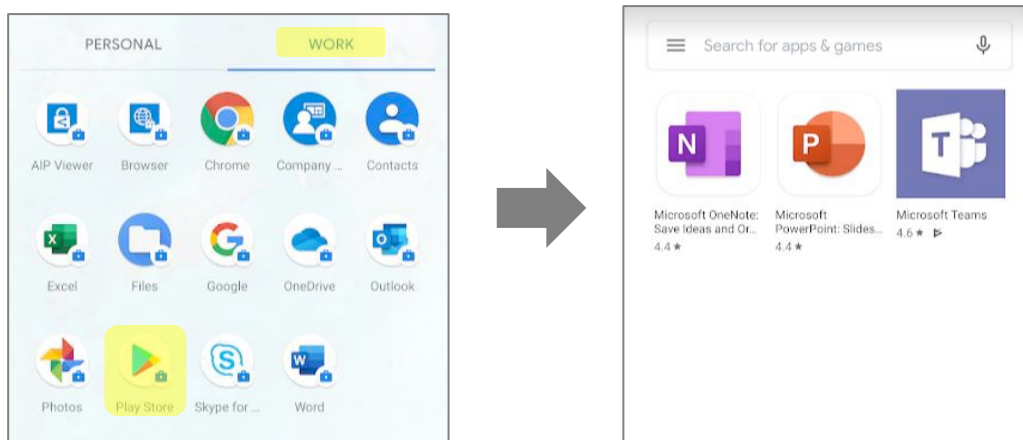 PERSONAL WORK
AIP Viewer Browser Chrome Company ... Contacts
Excel Files Google OneDrive Outlook
Photos Play Store Skype for ... Word
Search for apps & games
Microsoft OneNote: Save Ideas and Or...
4.4 ★
Microsoft PowerPoint: Slides...
4.4 ★
Microsoft Teams
4.6 ★